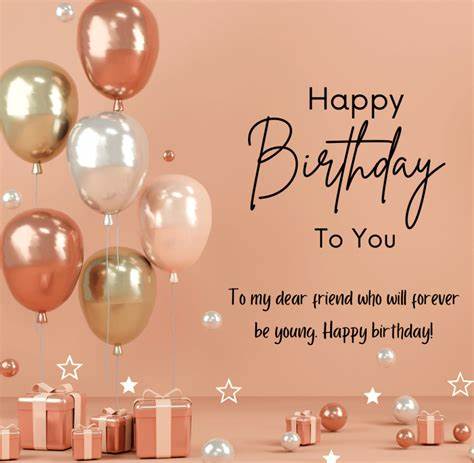 Happy
Birthday
To You
To my dear friend who will forever
be young. Happy birthday!